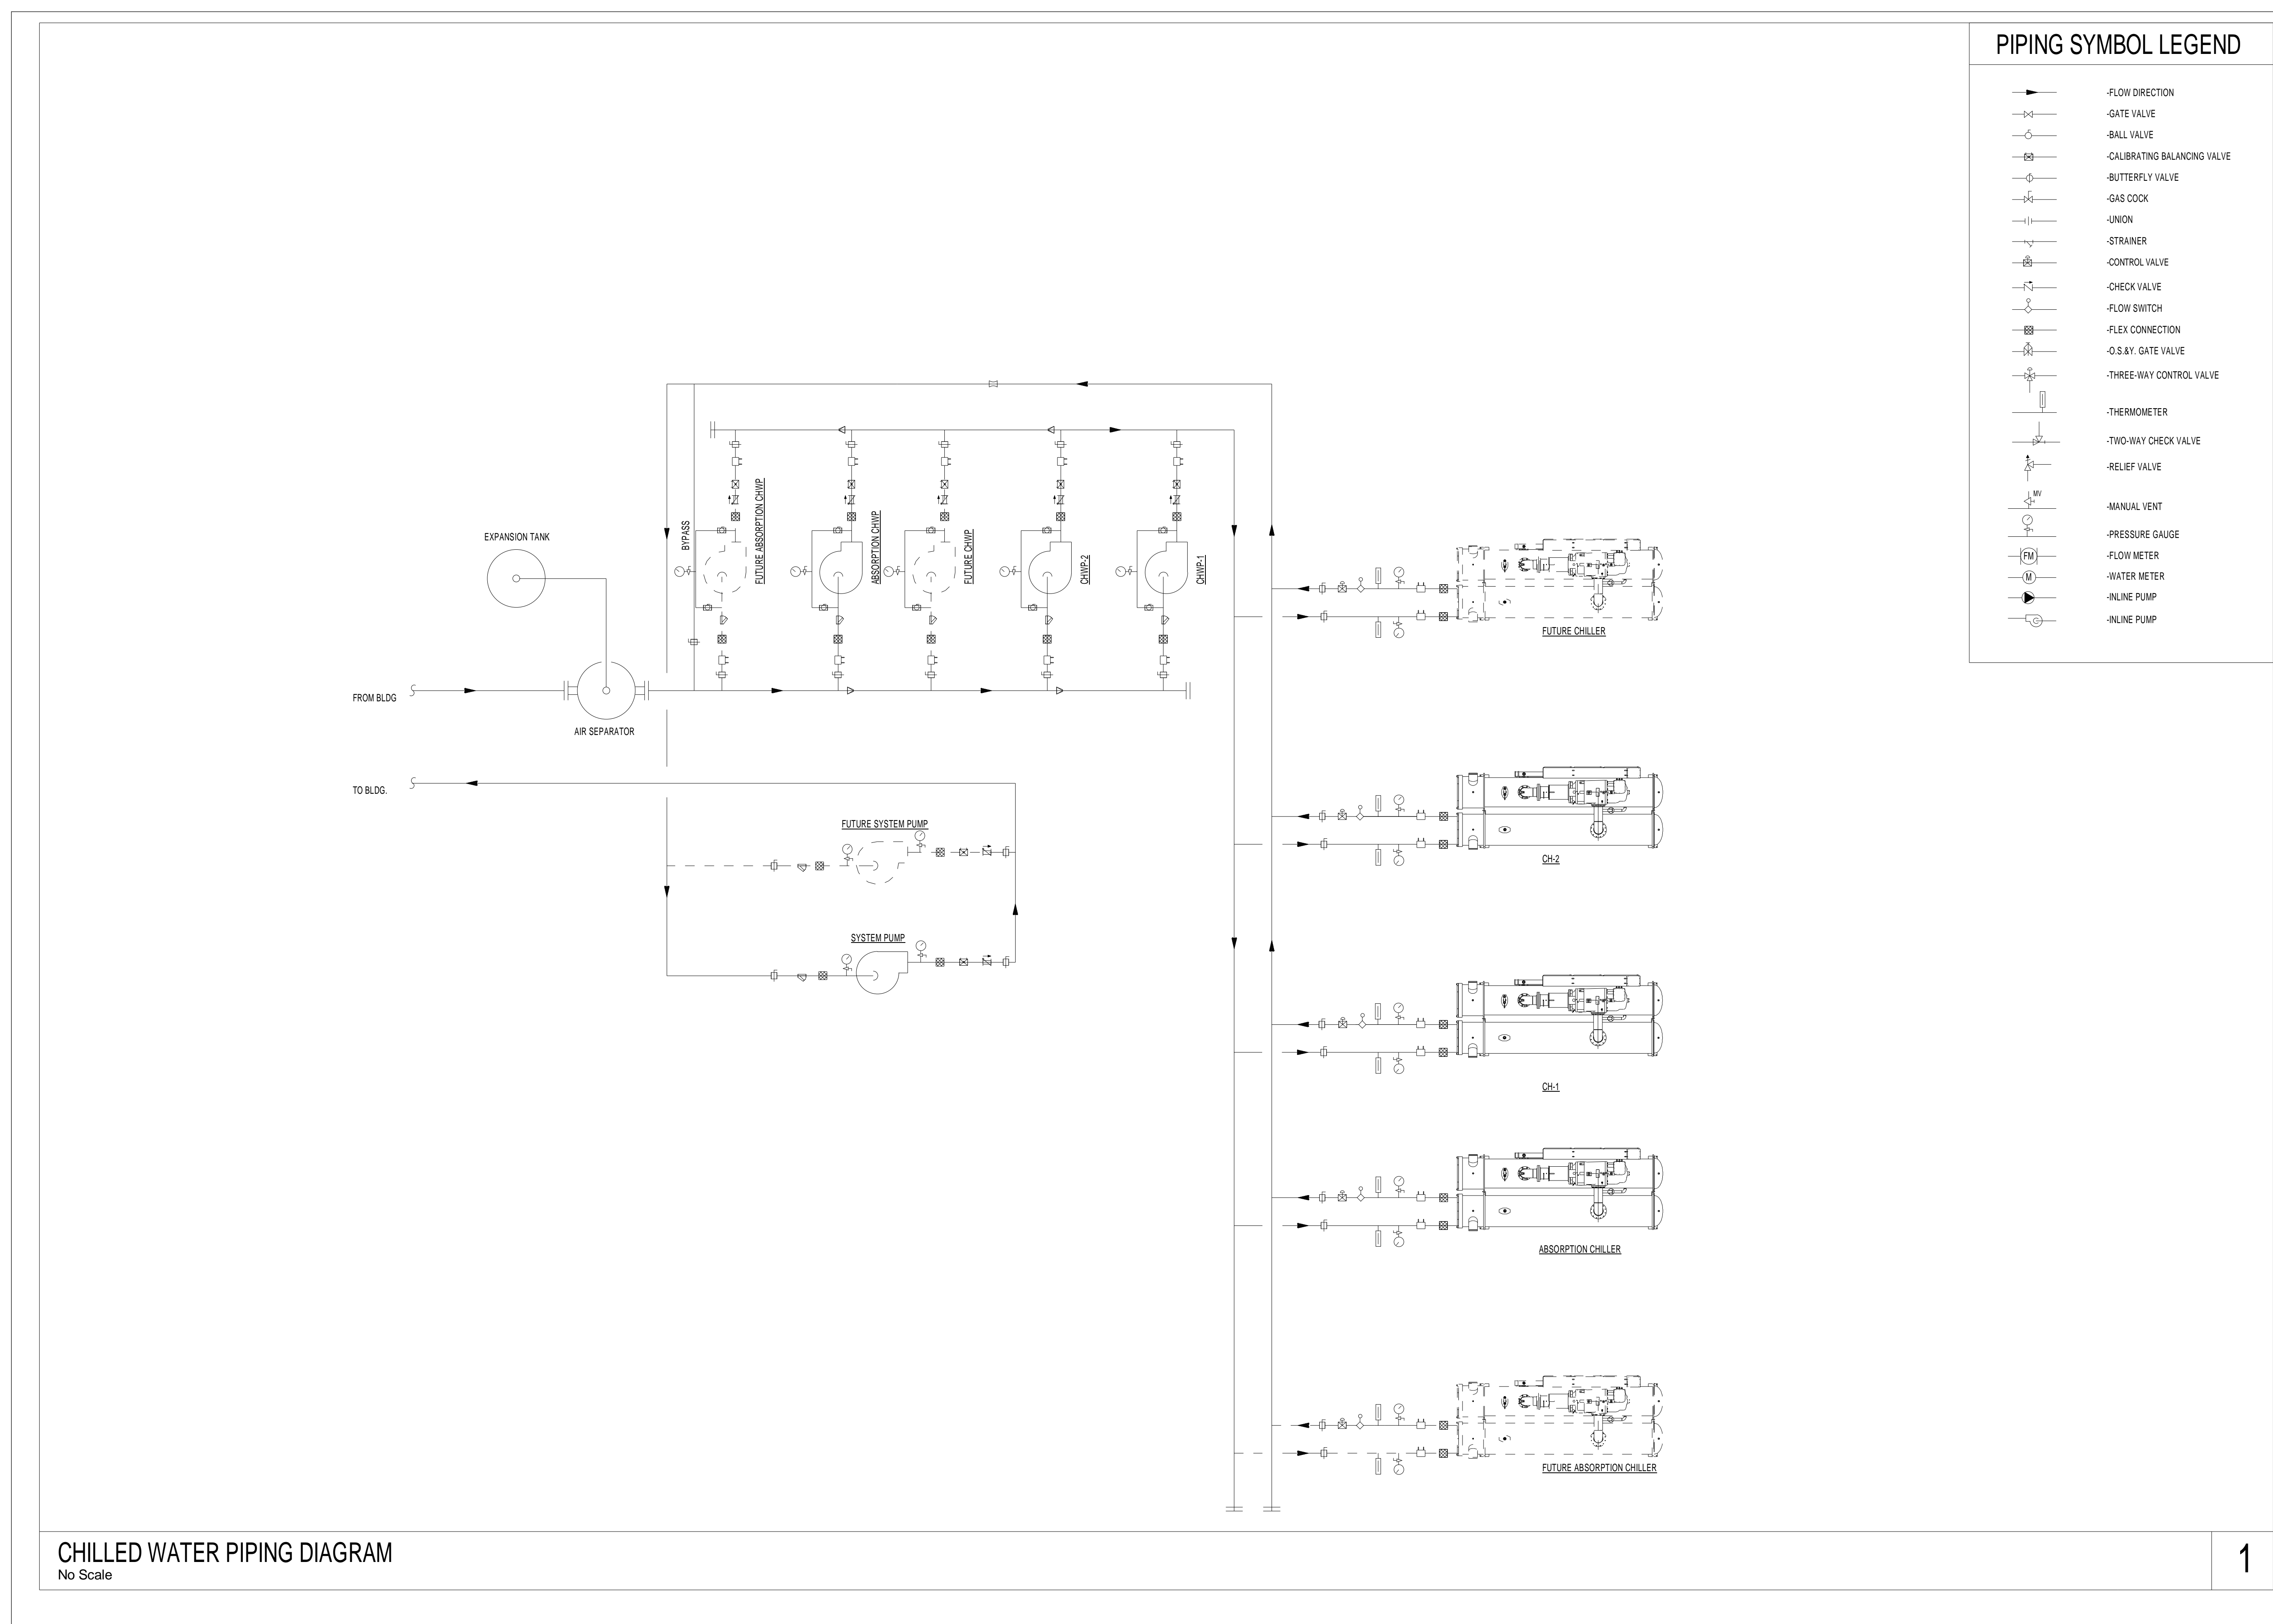 PIPING SYMBOL LEGEND
-FLOW DIRECTION
-GATE VALVE
-BALL VALVE
-CALIBRATING BALANCING VALVE
-BUTTERFLY VALVE
-GAS COCK
-UNION
-STRAINER
-CONTROL VALVE
-CHECK VALVE
-FLOW SWITCH
-FLEX CONNECTION
-O.S.&Y. GATE VALVE
-THREE-WAY CONTROL VALVE
-THERMOMETER
-TWO-WAY CHECK VALVE
-RELIEF VALVE
MV
-MANUAL VENT
-PRESSURE GAUGE
FM
-FLOW METER
M
-WATER METER
-INLINE PUMP
-INLINE PUMP
EXPANSION TANK
BYPASS
FUTURE ABSORPTION CHWP
ABSORPTION CHWP
FUTURE CHWP
CHWP-2
CHWP-1
FROM BLDG
AIR SEPARATOR
TO BLDG.
FUTURE SYSTEM PUMP
SYSTEM PUMP
FUTURE CHILLER
CH-2
CH-1
ABSORPTION CHILLER
FUTURE ABSORPTION CHILLER
CHILLED WATER PIPING DIAGRAM
No Scale
1